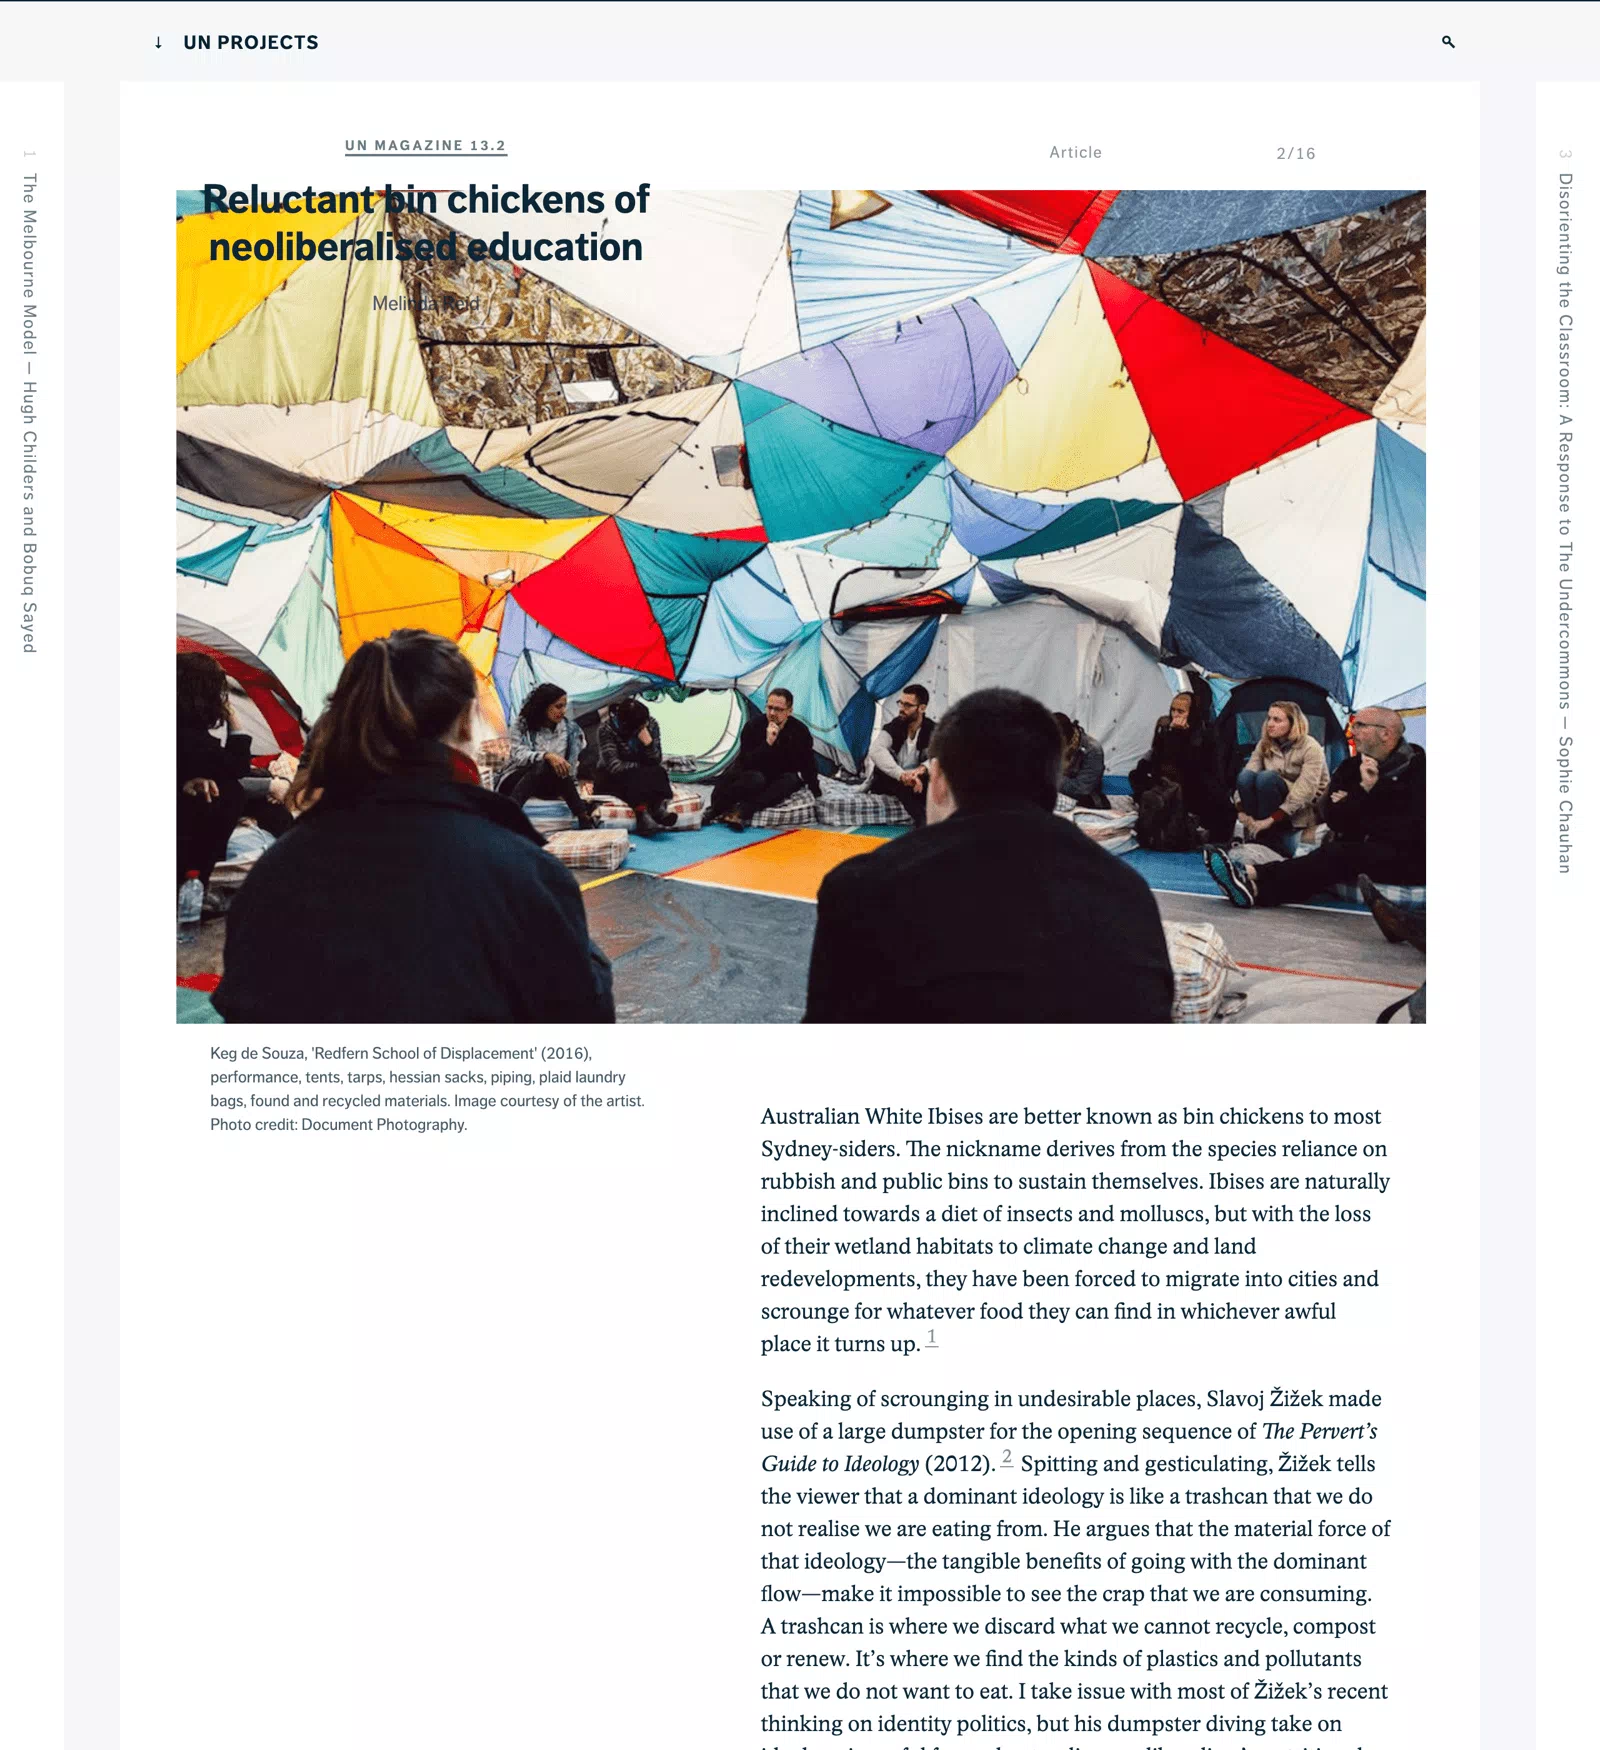 ↓ UN PROJECTS
1 The Melbourne Model — Hugh Childers and Bobuq Sayed
UN MAGAZINE 13.2
Article
2/16
Reluctant bin chickens of
neoliberalised education
Melinda Reid
Keg de Souza, 'Redfern School of Displacement' (2016),
performance, tents, tarps, hessian sacks, piping, plaid laundry
bags, found and recycled materials. Image courtesy of the artist.
Photo credit: Document Photography.
Australian White Ibises are better known as bin chickens to most
Sydney-siders. The nickname derives from the species reliance on
rubbish and public bins to sustain themselves. Ibises are naturally
inclined towards a diet of insects and molluscs, but with the loss
of their wetland habitats to climate change and land
redevelopments, they have been forced to migrate into cities and
scrounge for whatever food they can find in whichever awful
place it turns up. 1
Speaking of scrounging in undesirable places, Slavoj Žižek made
use of a large dumpster for the opening sequence of The Pervert’s
Guide to Ideology (2012). 2 Spitting and gesticulating, Žižek tells
the viewer that a dominant ideology is like a trashcan that we do
not realise we are eating from. He argues that the material force of
that ideology—the tangible benefits of going with the dominant
flow—make it impossible to see the crap that we are consuming.
A trashcan is where we discard what we cannot recycle, compost
or renew. It’s where we find the kinds of plastics and pollutants
that we do not want to eat. I take issue with most of Žižek’s recent
thinking on identity politics, but his dumpster diving take on
3 Disorienting the Classroom: A Response to The Undercommons — Sophie Chauhan